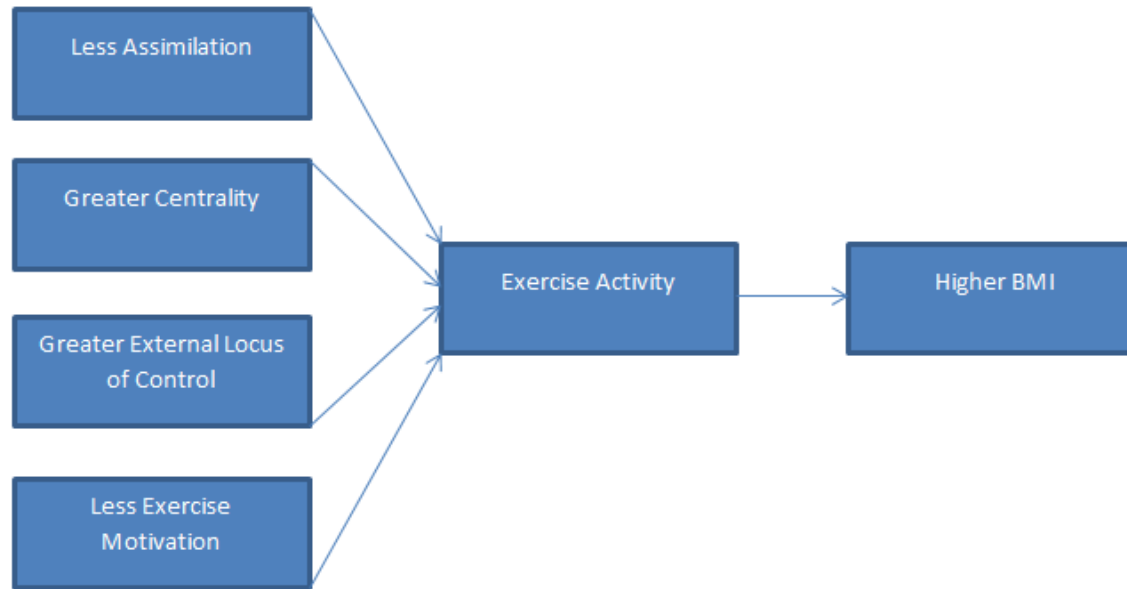 Less Assimilation
Greater Centrality
Greater External Locus
of Control
Less Exercise
Motivation
Exercise Activity
Higher BMI